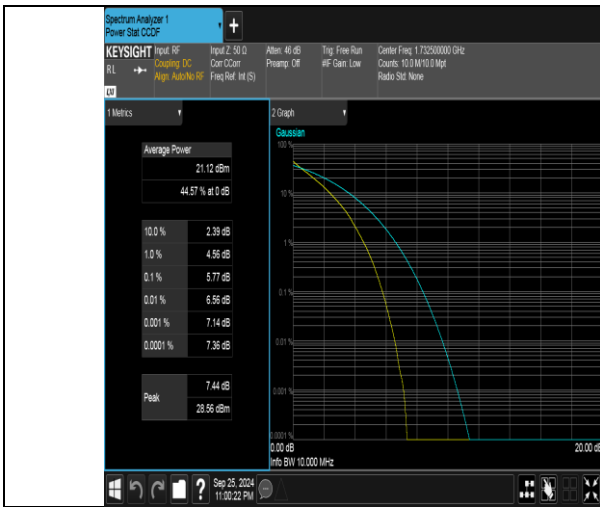 Spectrum Analyzer 1
Power Stat CCDF
+
KEYSIGHT
R L
LXI
Input: RF
Coupling: DC
Align: Auto/No RF
Input Z: 50 Ω
Corr CCorr
Freq Ref: Int (S)
Atten: 46 dB
Preamp: Off
Trig: Free Run
#IF Gain: Low
Center Freq: 1.732500000 GHz
Counts: 10.0 M/10.0 Mpt
Radio Std: None
1 Metrics
Average Power
21.12 dBm
44.57 % at 0 dB
10.0 % 2.39 dB
1.0 % 4.56 dB
0.1 % 5.77 dB
0.01 % 6.56 dB
0.001 % 7.14 dB
0.0001 % 7.36 dB
Peak 7.44 dB
28.56 dBm
2 Graph
Gaussian
100 %
10 %
1 %
0.1 %
0.01 %
0.001 %
0.0001 %
0.00 dB 20.00 dB
Info BW 10.000 MHz
?
Sep 25, 2024
11:00:22 PM